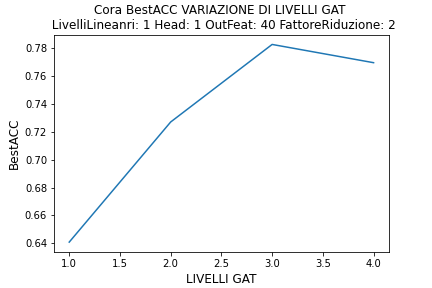 Cora BestACC VARIAZIONE DI LIVELLI GAT
LivelliLineanri: 1 Head: 1 OutFeat: 40 FattoreRiduzione: 2
BestACC
0.78
0.76
0.74
0.72
0.70
0.68
0.66
0.64
1.0 1.5 2.0 2.5 3.0 3.5 4.0
LIVELLI GAT